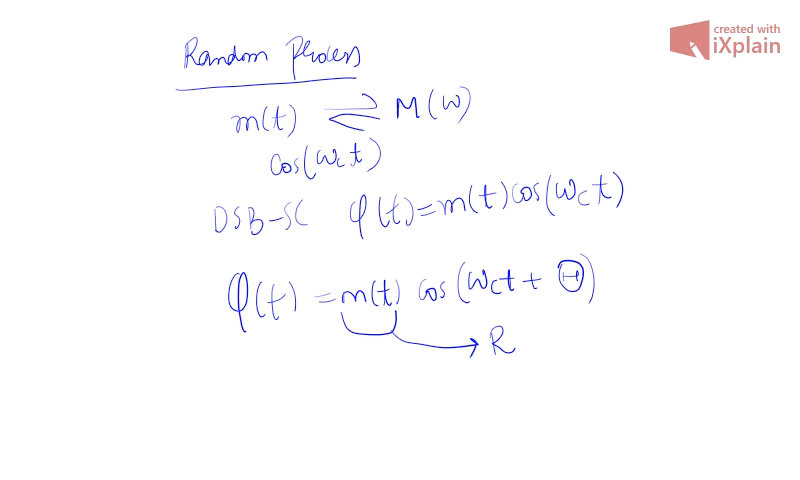 Random Process
created with
iXplain
m(t) ⇌ M(ω)
cos(ωct)
DSB-SC φ(t)=m(t)cos(ωct)
φ(t) = m(t) cos(ωct + Θ)
R